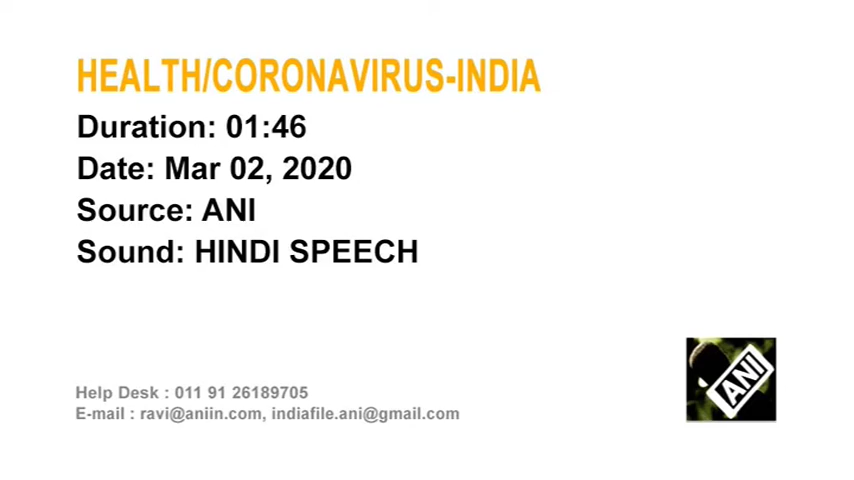 HEALTH/CORONAVIRUS-INDIA
Duration: 01:46
Date: Mar 02, 2020
Source: ANI
Sound: HINDI SPEECH
ANI
Help Desk : 011 91 26189705
E-mail : ravi@aniin.com, indiafile.ani@gmail.com